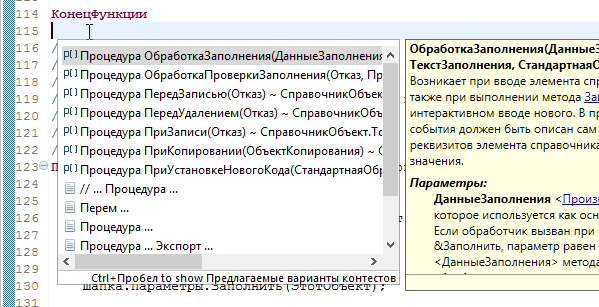 114 КонецФункции
115
116 /
117 /
118 /
119 /
120 /
121 /
122 /
123 П
124
125
126
127
128
129
130 Шапка.Параметры.Заполнить(ЭтотОбъект);
Процедура ОбработкаЗаполнения(ДанныеЗаполнения
Процедура ОбработкаПроверкиЗаполнения(Отказ, Пр
Процедура ПередЗаписью(Отказ) ~ СправочникОбъек
Процедура ПередУдалением(Отказ) ~ СправочникОбъ
Процедура ПриЗаписи(Отказ) ~ СправочникОбъект.То
Процедура ПриКопировании(ОбъектКопирования) ~ С
Процедура ПриУстановкеНовогоКода(СтандартнаяОбр
// ... Процедура ...
Перем ...
Процедура ...
Процедура ... Экспорт ...
Ctrl+Пробел to show Предлагаемые варианты контестов
ОбработкаЗаполнения(ДанныеЗ
ТекстЗаполнения, СтандартнаяО
Возникает при вводе элемента спр
также при выполнении метода За
интерактивном вводе нового. В пр
события должен быть описан сам
реквизитов элемента справочника
значения.
Параметры:
ДанныеЗаполнения <Произ
которое используется как осн
Если обработчик вызван при
&Заполнить, параметр равен
<ДанныеЗаполнения> метода